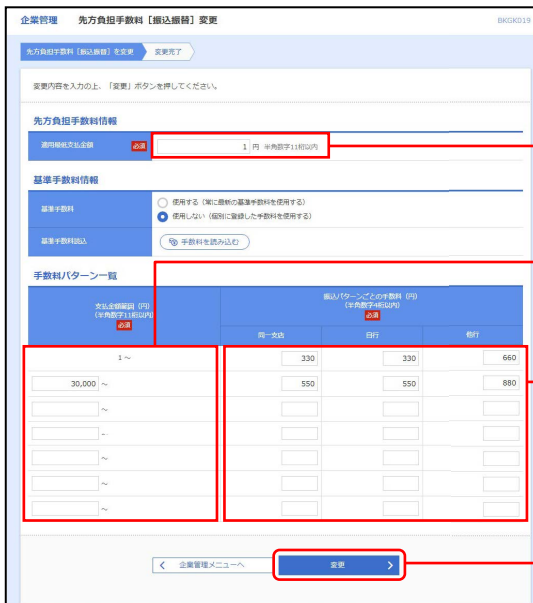 企業管理 先方負担手数料［振込振替］変更 BKGK019
先方負担手数料［振込振替］を変更 変更完了
変更内容を入力の上、「変更」ボタンを押してください。
先方負担手数料情報
適用最低支払金額 必須 1 円 半角数字11桁以内
基準手数料情報
基準手数料 使用する（常に最新の基準手数料を使用する）
使用しない（個別に登録した手数料を使用する）
基準手数料読込 手数料を読み込む
手数料パターン一覧
支払金額範囲（円）
（半角数字11桁以内）
必須
振込パターンごとの手数料（円）
（半角数字4桁以内）
必須
同一支店 自行 他行
1 ～ 330 330 660
30,000 ～ 550 550 880
～
～
～
～
～
企業管理メニューへ 変更